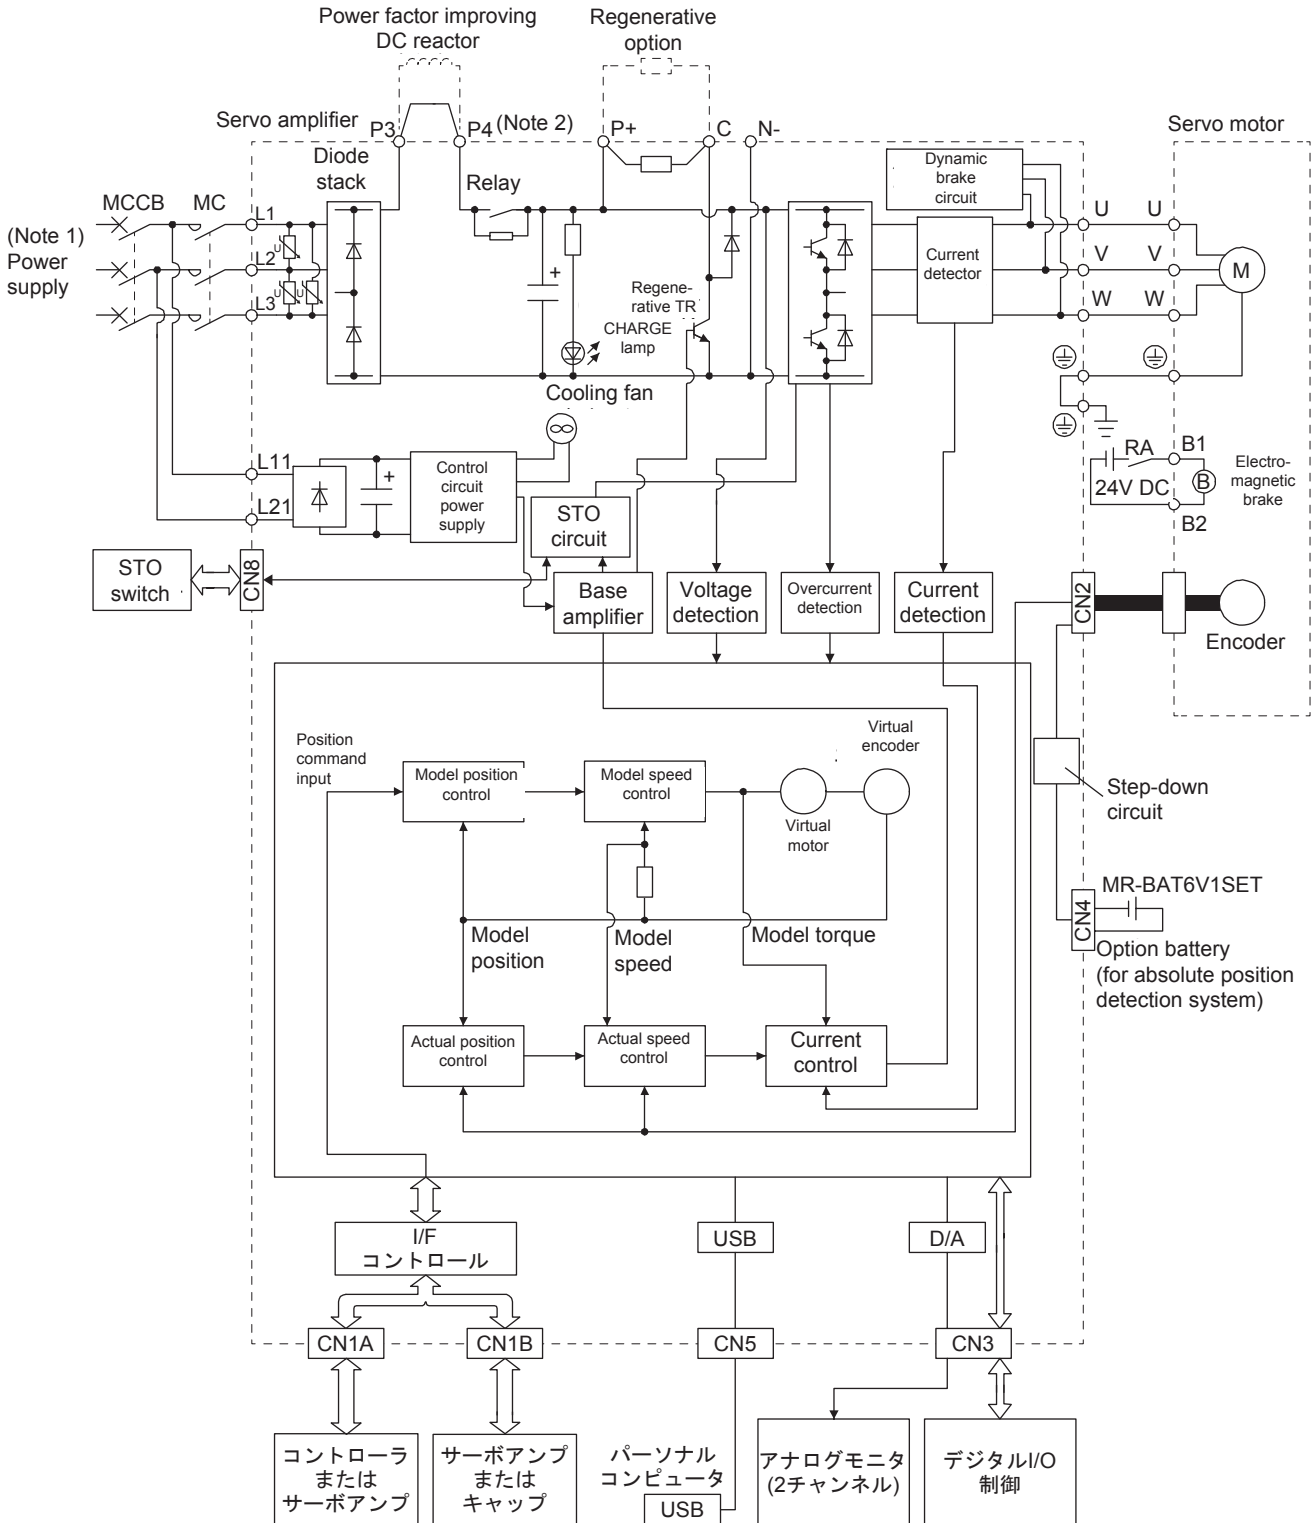 Power factor improving
DC reactor
Regenerative
option
Servo amplifier
P3
P4
(Note 2)
P+
C
N-
Servo motor
Diode
stack
Relay
Dynamic
brake
circuit
MCCB
MC
L1
U
U
(Note 1)
Power
supply
L2
U
Current
detector
V
V
M
L3
U
U
W
W
+
Regene-
rative TR
CHARGE
lamp
Cooling fan
L11
+
Control
circuit
power
supply
RA
B1
24V DC
B
Electro-
magnetic
brake
L21
B2
STO
circuit
STO
switch
CN8
Base
amplifier
Voltage
detection
Overcurrent
detection
Current
detection
CN2
Encoder
Position
command
input
Virtual
encoder
Model position
control
Model speed
control
Virtual
motor
Step-down
circuit
MR-BAT6V1SET
CN4
Model
position
Model
speed
Model torque
Option battery
(for absolute position
detection system)
Actual position
control
Actual speed
control
Current
control
I/F
コントロール
USB
D/A
CN1A
CN1B
CN5
CN3
コントローラ
または
サーボアンプ
サーボアンプ
または
キャップ
パーソナル
コンピュータ
USB
アナログモニタ
(2チャンネル)
デジタルI/O
制御